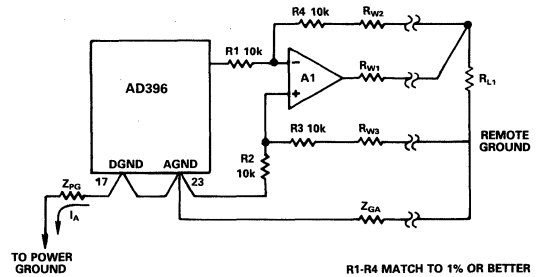 R4 10k
RW2
R1 10k
–
A1
+
RW1
RL1
AD396
R3 10k
RW3
REMOTE
GROUND
R2
10k
DGND
AGND
17
23
ZPG
IA
ZGA
TO POWER
GROUND
R1-R4 MATCH TO 1% OR BETTER